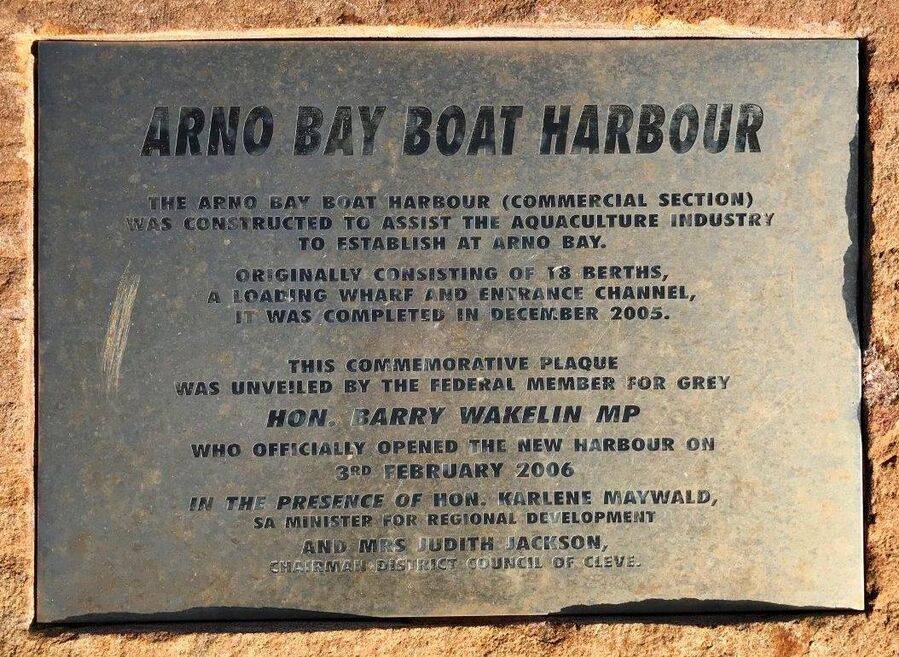 ARNO BAY BOAT HARBOUR
THE ARNO BAY BOAT HARBOUR (COMMERCIAL SECTION)
WAS CONSTRUCTED TO ASSIST THE AQUACULTURE INDUSTRY
TO ESTABLISH AT ARNO BAY.
ORIGINALLY CONSISTING OF 18 BERTHS,
A LOADING WHARF AND ENTRANCE CHANNEL,
IT WAS COMPLETED IN DECEMBER 2005.
THIS COMMEMORATIVE PLAQUE
WAS UNVEILED BY THE FEDERAL MEMBER FOR GREY
HON. BARRY WAKELIN MP
WHO OFFICIALLY OPENED THE NEW HARBOUR ON
3RD FEBRUARY 2006
IN THE PRESENCE OF HON. KARLENE MAYWALD,
SA MINISTER FOR REGIONAL DEVELOPMENT
AND MRS JUDITH JACKSON,
CHAIRMAN DISTRICT COUNCIL OF CLEVE.